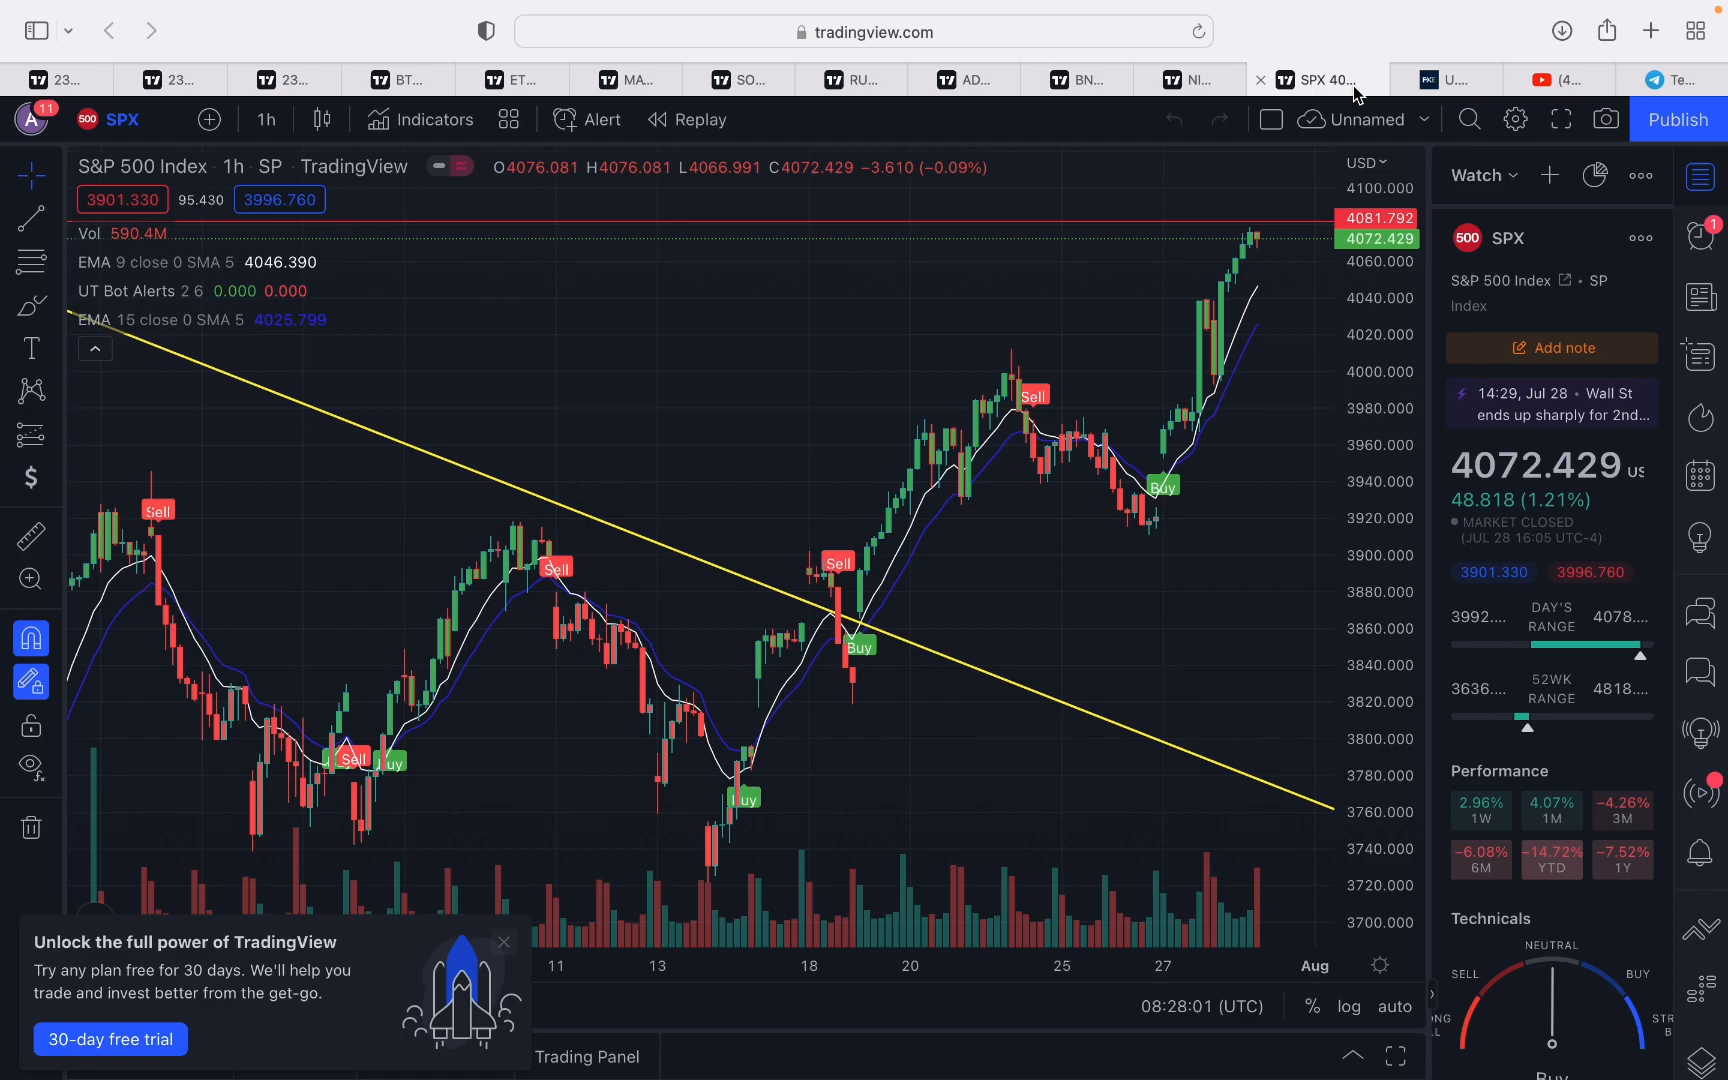 tradingview.com
23...
23...
23...
BT...
ET...
MA...
SO...
RU...
AD...
BN...
NI...
SPX 40...
U....
(4...
Te...
A
11
500
SPX
1h
Indicators
Alert
Replay
Unnamed
Publish
S&P 500 Index · 1h · SP · TradingView
O4076.081 H4076.081 L4066.991 C4072.429 −3.610 (−0.09%)
3901.330 95.430 3996.760
Vol 590.4M
EMA 9 close 0 SMA 5 4046.390
UT Bot Alerts 2 6 0.000 0.000
EMA 15 close 0 SMA 5 4025.799
USD
4100.000
4081.792
4072.429
4060.000
4040.000
4020.000
4000.000
3980.000
3960.000
3940.000
3920.000
3900.000
3880.000
3860.000
3840.000
3820.000
3800.000
3780.000
3760.000
3740.000
3720.000
3700.000
Sell
Sell
Sell
Sell
Buy
Buy
Sell
uy
uy
11
13
18
20
25
27
Aug
08:28:01 (UTC)
%
log
auto
Trading Panel
Unlock the full power of TradingView
Try any plan free for 30 days. We'll help you
trade and invest better from the get-go.
30-day free trial
Watch
500
SPX
S&P 500 Index • SP
Index
Add note
14:29, Jul 28 • Wall St
ends up sharply for 2nd...
4072.429 US
48.818 (1.21%)
MARKET CLOSED
(JUL 28 16:05 UTC-4)
3901.330
3996.760
3992....
DAY'S
RANGE
4078....
3636....
52WK
RANGE
4818....
Performance
2.96%
1W
4.07%
1M
−4.26%
3M
−6.08%
6M
−14.72%
YTD
−7.52%
1Y
Technicals
NEUTRAL
SELL
BUY
ONG
L
STR
B
Buy
1